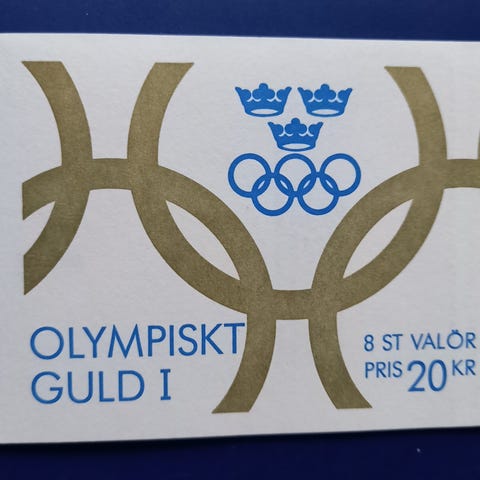 OLYMPISKT
GULD I
8 ST VALÖR
PRIS 20 KR